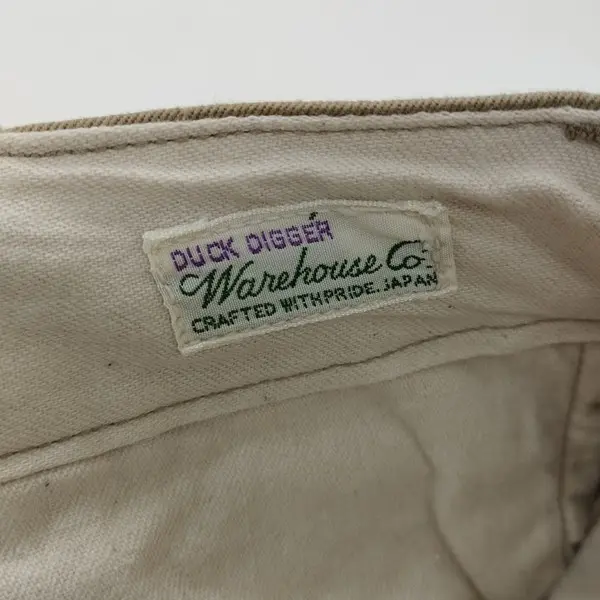 DUCK DIGGER
Warehouse Co
CRAFTED WITH PRIDE. JAPAN